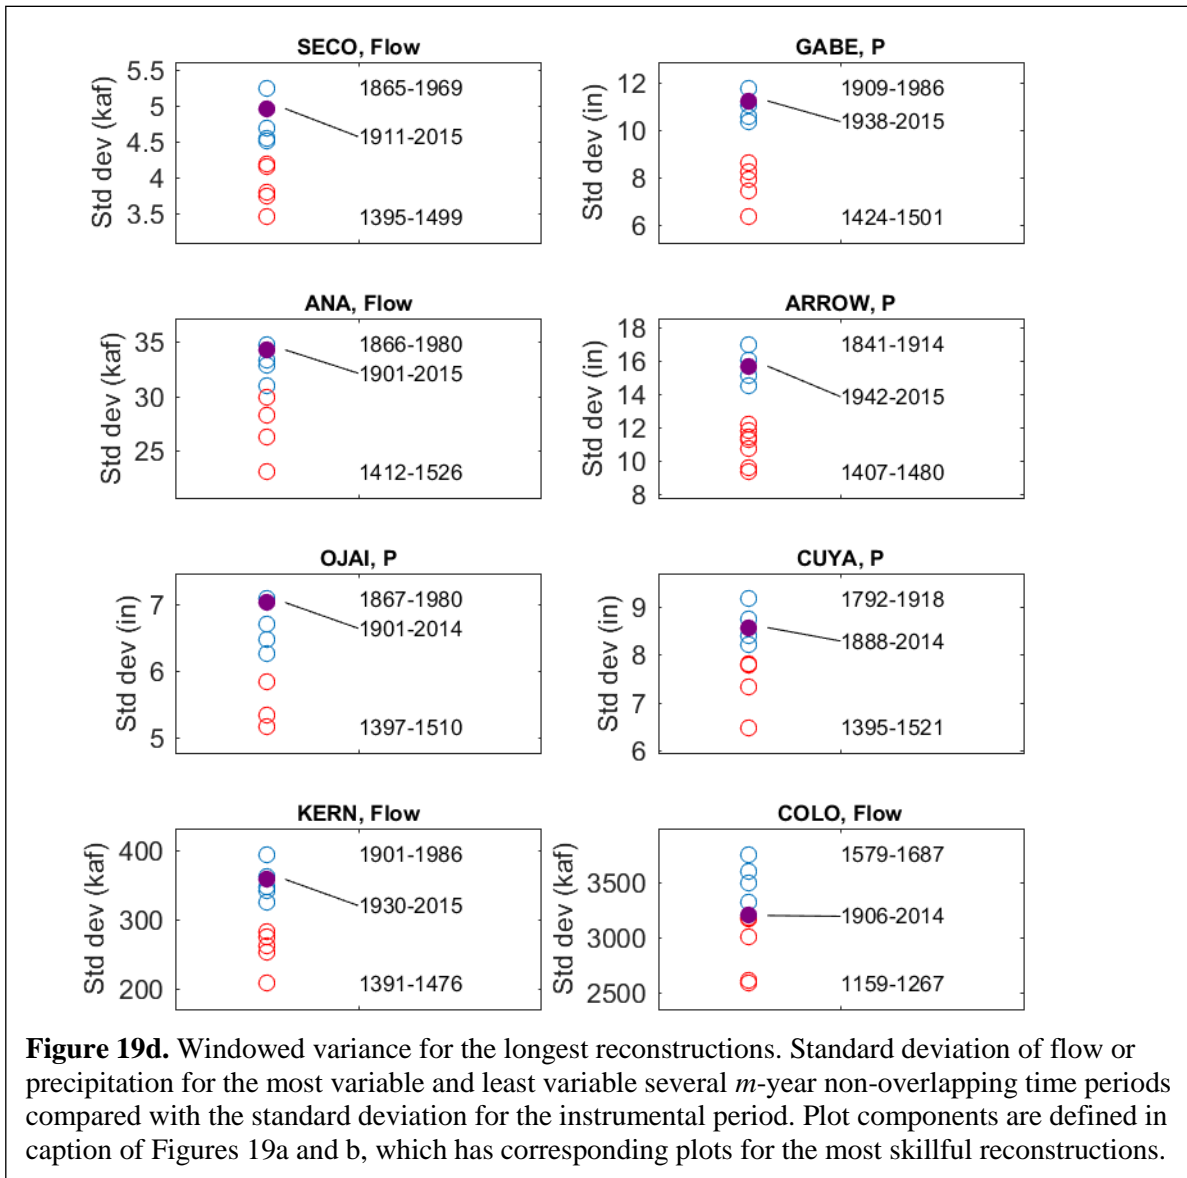 SECO, Flow
Std dev (kaf)
5.5
5
4.5
4
3.5
1865-1969
1911-2015
1395-1499
GABE, P
Std dev (in)
12
10
8
6
1909-1986
1938-2015
1424-1501
ANA, Flow
Std dev (kaf)
35
30
25
1866-1980
1901-2015
1412-1526
ARROW, P
Std dev (in)
18
16
14
12
10
8
1841-1914
1942-2015
1407-1480
OJAI, P
Std dev (in)
7
6
5
1867-1980
1901-2014
1397-1510
CUYA, P
Std dev (in)
9
8
7
6
1792-1918
1888-2014
1395-1521
KERN, Flow
Std dev (kaf)
400
300
200
1901-1986
1930-2015
1391-1476
COLO, Flow
Std dev (kaf)
3500
3000
2500
1579-1687
1906-2014
1159-1267
Figure 19d. Windowed variance for the longest reconstructions. Standard deviation of flow or
precipitation for the most variable and least variable several m-year non-overlapping time periods
compared with the standard deviation for the instrumental period. Plot components are defined in
caption of Figures 19a and b, which has corresponding plots for the most skillful reconstructions.